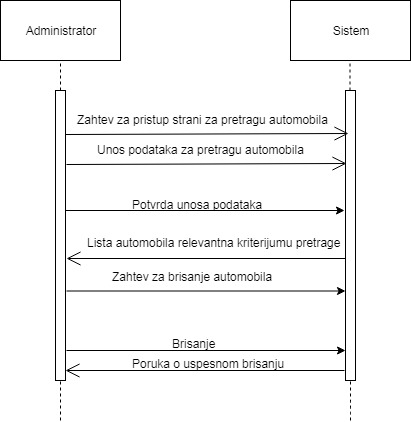 Administrator
Sistem
Zahtev za pristup strani za pretragu automobila
Unos podataka za pretragu automobila
Potvrda unosa podataka
Lista automobila relevantna kriterijumu pretrage
Zahtev za brisanje automobila
Brisanje
Poruka o uspesnom brisanju